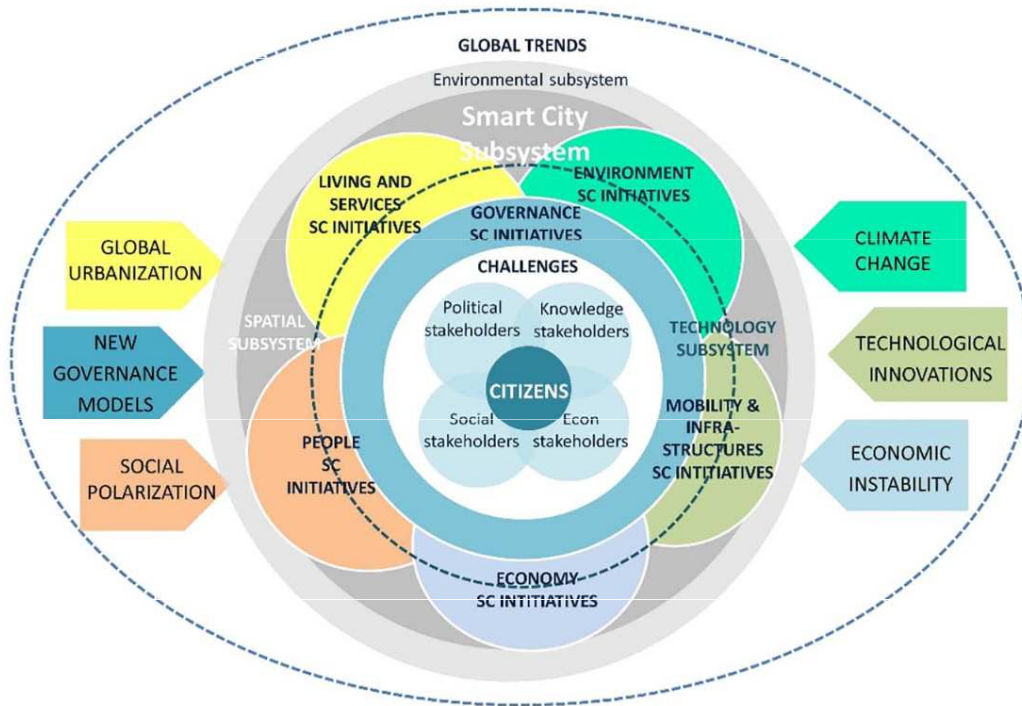 GLOBAL TRENDS
Environmental subsystem
Smart City
Subsystem
LIVING AND
SERVICES
SC INITIATIVES
ENVIRONMENT
SC INITIATIVES
GOVERNANCE
SC INITIATIVES
CHALLENGES
GLOBAL
URBANIZATION
CLIMATE
CHANGE
Political
stakeholders
Knowledge
stakeholders
SPATIAL
SUBSYSTEM
TECHNOLOGY
SUBSYSTEM
NEW
GOVERNANCE
MODELS
TECHNOLOGICAL
INNOVATIONS
CITIZENS
Social
stakeholders
Econ
stakeholders
MOBILITY &
INFRA-
STRUCTURES
SC INTITIATIVES
PEOPLE
SC
INITIATIVES
SOCIAL
POLARIZATION
ECONOMIC
INSTABILITY
ECONOMY
SC INTITIATIVES